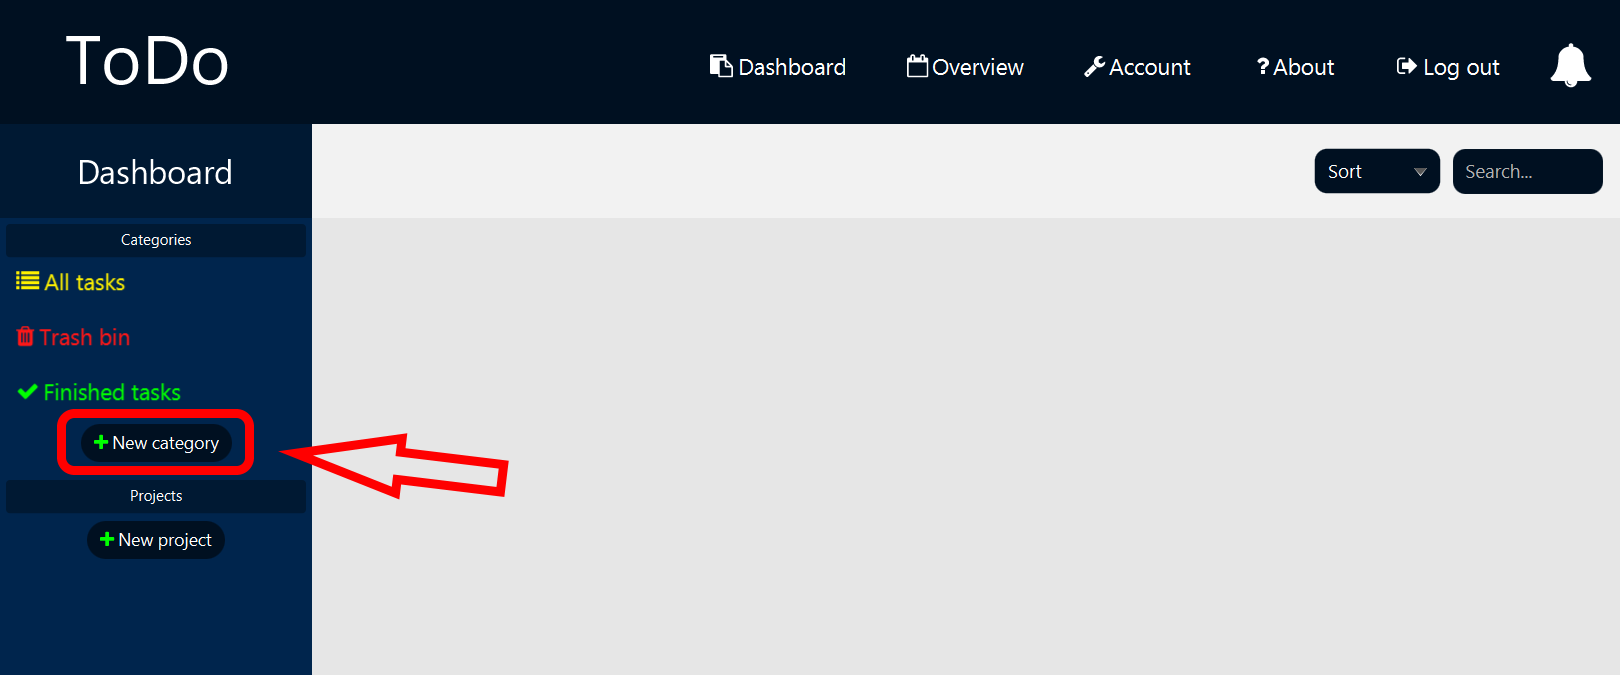 ToDo
Dashboard
Overview
Account
? About
Log out
Dashboard
Sort
Search...
Categories
All tasks
Trash bin
Finished tasks
+ New category
Projects
+ New project